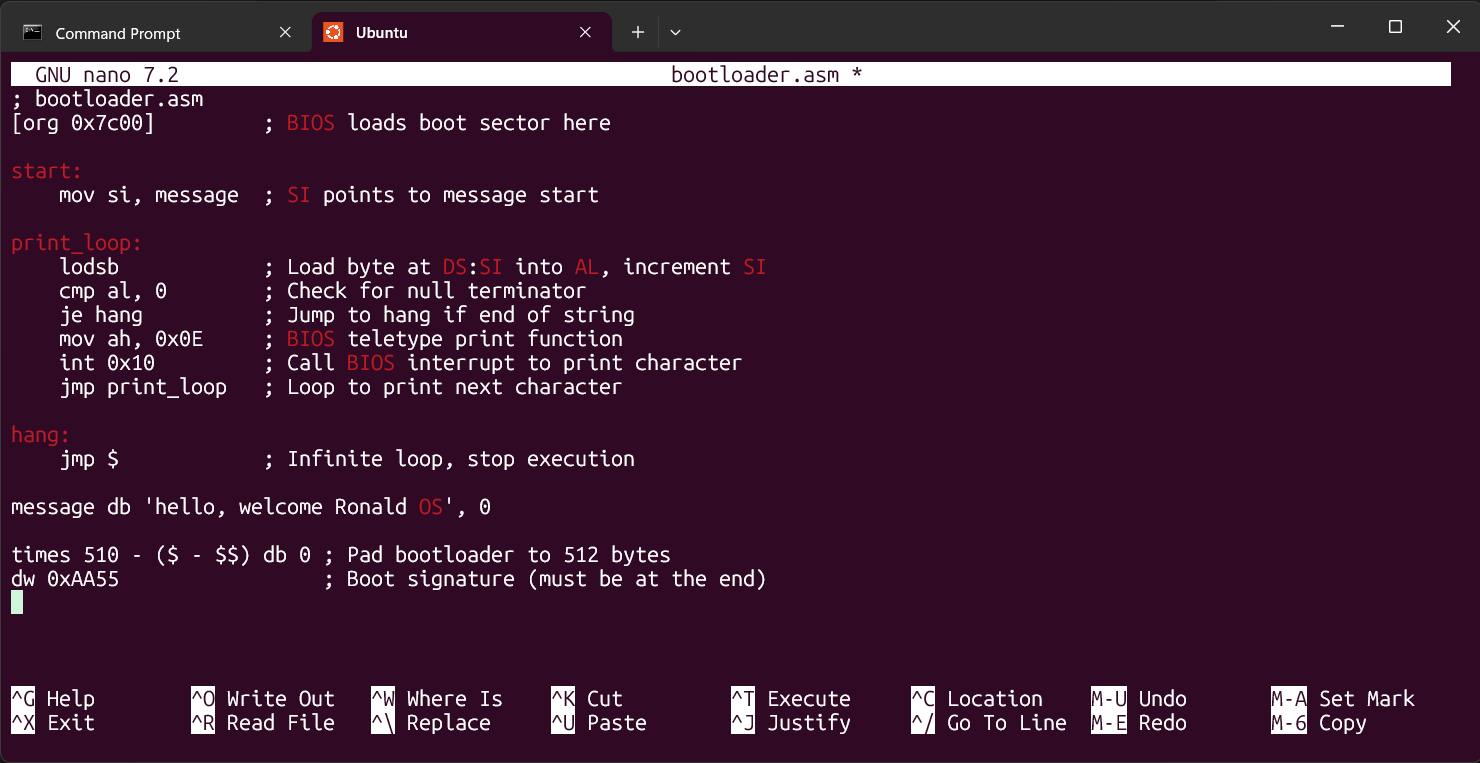 Command Prompt
Ubuntu
GNU nano 7.2 bootloader.asm *
; bootloader.asm
[org 0x7c00]         ; BIOS loads boot sector here
start:
    mov si, message  ; SI points to message start
print_loop:
    lodsb            ; Load byte at DS:SI into AL, increment SI
    cmp al, 0        ; Check for null terminator
    je hang          ; Jump to hang if end of string
    mov ah, 0x0E     ; BIOS teletype print function
    int 0x10         ; Call BIOS interrupt to print character
    jmp print_loop   ; Loop to print next character
hang:
    jmp $            ; Infinite loop, stop execution
message db 'hello, welcome Ronald OS', 0
times 510 - ($ - $$) db 0 ; Pad bootloader to 512 bytes
dw 0xAA55                 ; Boot signature (must be at the end)
^G Help ^O Write Out ^W Where Is ^K Cut ^T Execute ^C Location M-U Undo M-A Set Mark
^X Exit ^R Read File ^\ Replace ^U Paste ^J Justify ^/ Go To Line M-E Redo M-6 Copy